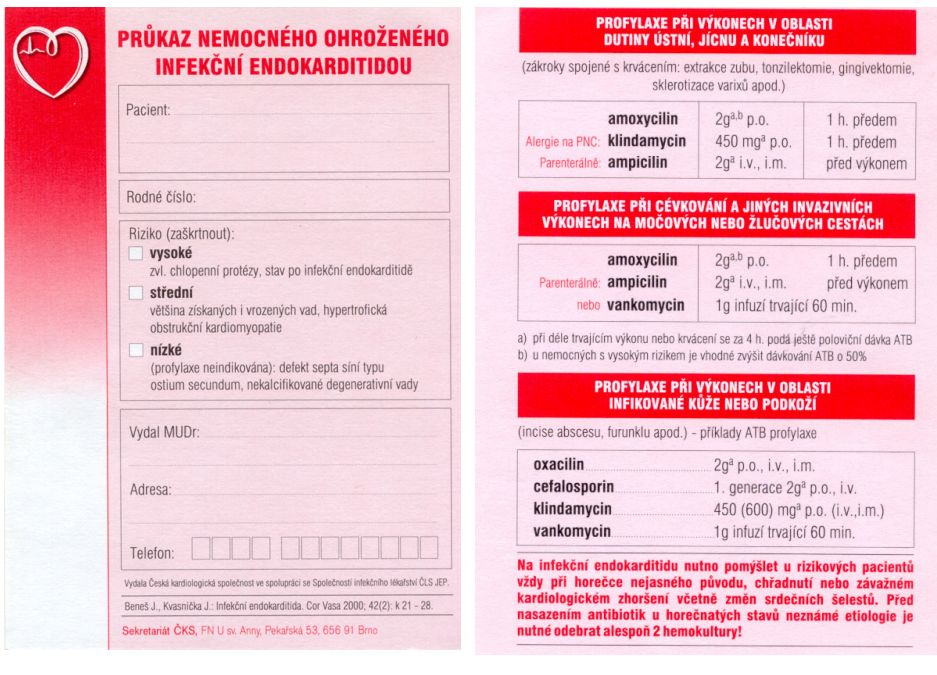 PRŮKAZ NEMOCNÉHO OHROŽENÉHO
INFEKČNÍ ENDOKARDITIDOU
Pacient:
Rodné číslo:
Riziko (zaškrtnout):
vysoké
zvl. chlopenní protézy, stav po infekční endokarditidě
střední
většina získaných i vrozených vad, hypertrofická
obstrukční kardiomyopatie
nízké
(profylaxe neindikována): defekt septa síní typu
ostium secundum, nekalcifikované degenerativní vady
Vydal MUDr:
Adresa:
Telefon:
Vydala Česká kardiologická společnost ve spolupráci se Společností infekčního lékařství ČLS JEP.
Beneš J., Kvasnička J.: Infekční endokarditida. Cor Vasa 2000; 42(2): k 21 - 28.
Sekretariát ČKS, FN U sv. Anny, Pekařská 53, 656 91 Brno
PROFYLAXE PŘI VÝKONECH V OBLASTI
DUTINY ÚSTNÍ, JÍCNU A KONEČNÍKU
(zákroky spojené s krvácením: extrakce zubu, tonzilektomie, gingivektomie,
sklerotizace varixů apod.)
amoxycilin 2gᵃ,ᵇ p.o. 1 h. předem
Alergie na PNC: klindamycin 450 mgᵃ p.o. 1 h. předem
Parenterálně: ampicilin 2gᵃ i.v., i.m. před výkonem
PROFYLAXE PŘI CÉVKOVÁNÍ A JINÝCH INVAZIVNÍCH
VÝKONECH NA MOČOVÝCH NEBO ŽLUČOVÝCH CESTÁCH
amoxycilin 2gᵃ,ᵇ p.o. 1 h. předem
Parenterálně: ampicilin 2gᵃ i.v., i.m. před výkonem
nebo vankomycin 1g infuzí trvající 60 min.
a) při déle trvajícím výkonu nebo krvácení se za 4 h. podá ještě poloviční dávka ATB
b) u nemocných s vysokým rizikem je vhodné zvýšit dávkování ATB o 50%
PROFYLAXE PŘI VÝKONECH V OBLASTI
INFIKOVANÉ KŮŽE NEBO PODKOŽÍ
(incise abscesu, furunklu apod.) - příklady ATB profylaxe
oxacilin 2gᵃ p.o., i.v., i.m.
cefalosporin 1. generace 2gᵃ p.o., i.v.
klindamycin 450 (600) mgᵃ p.o. (i.v.,i.m.)
vankomycin 1g infuzí trvající 60 min.
Na infekční endokarditidu nutno pomýšlet u rizikových pacientů
vždy při horečce nejasného původu, chřadnutí nebo závažném
kardiologickém zhoršení včetně změn srdečních šelestů. Před
nasazením antibiotik u horečnatých stavů neznámé etiologie je
nutné odebrat alespoň 2 hemokultury!